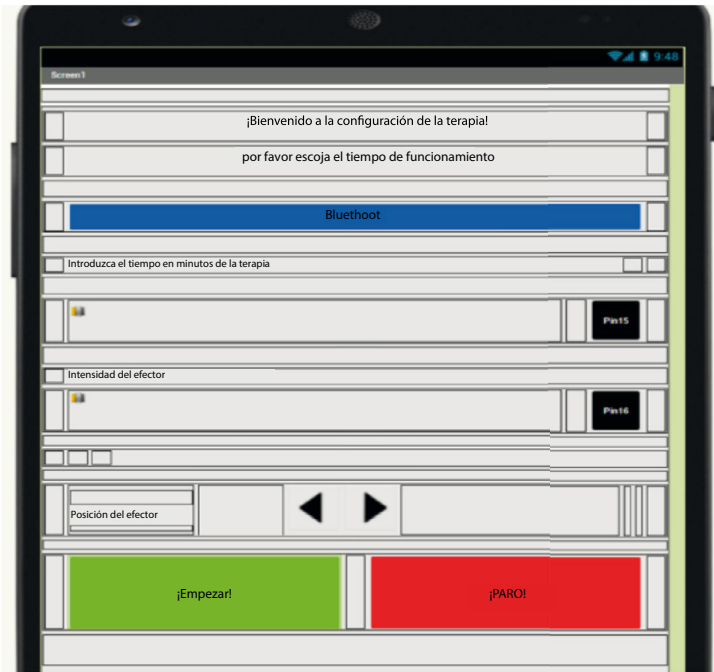 9:48
Screen1
¡Bienvenido a la configuración de la terapia!
por favor escoja el tiempo de funcionamiento
Bluethoot
Introduzca el tiempo en minutos de la terapia
Pin15
Intensidad del efector
Pin16
Posición del efector
¡Empezar!
¡PARO!